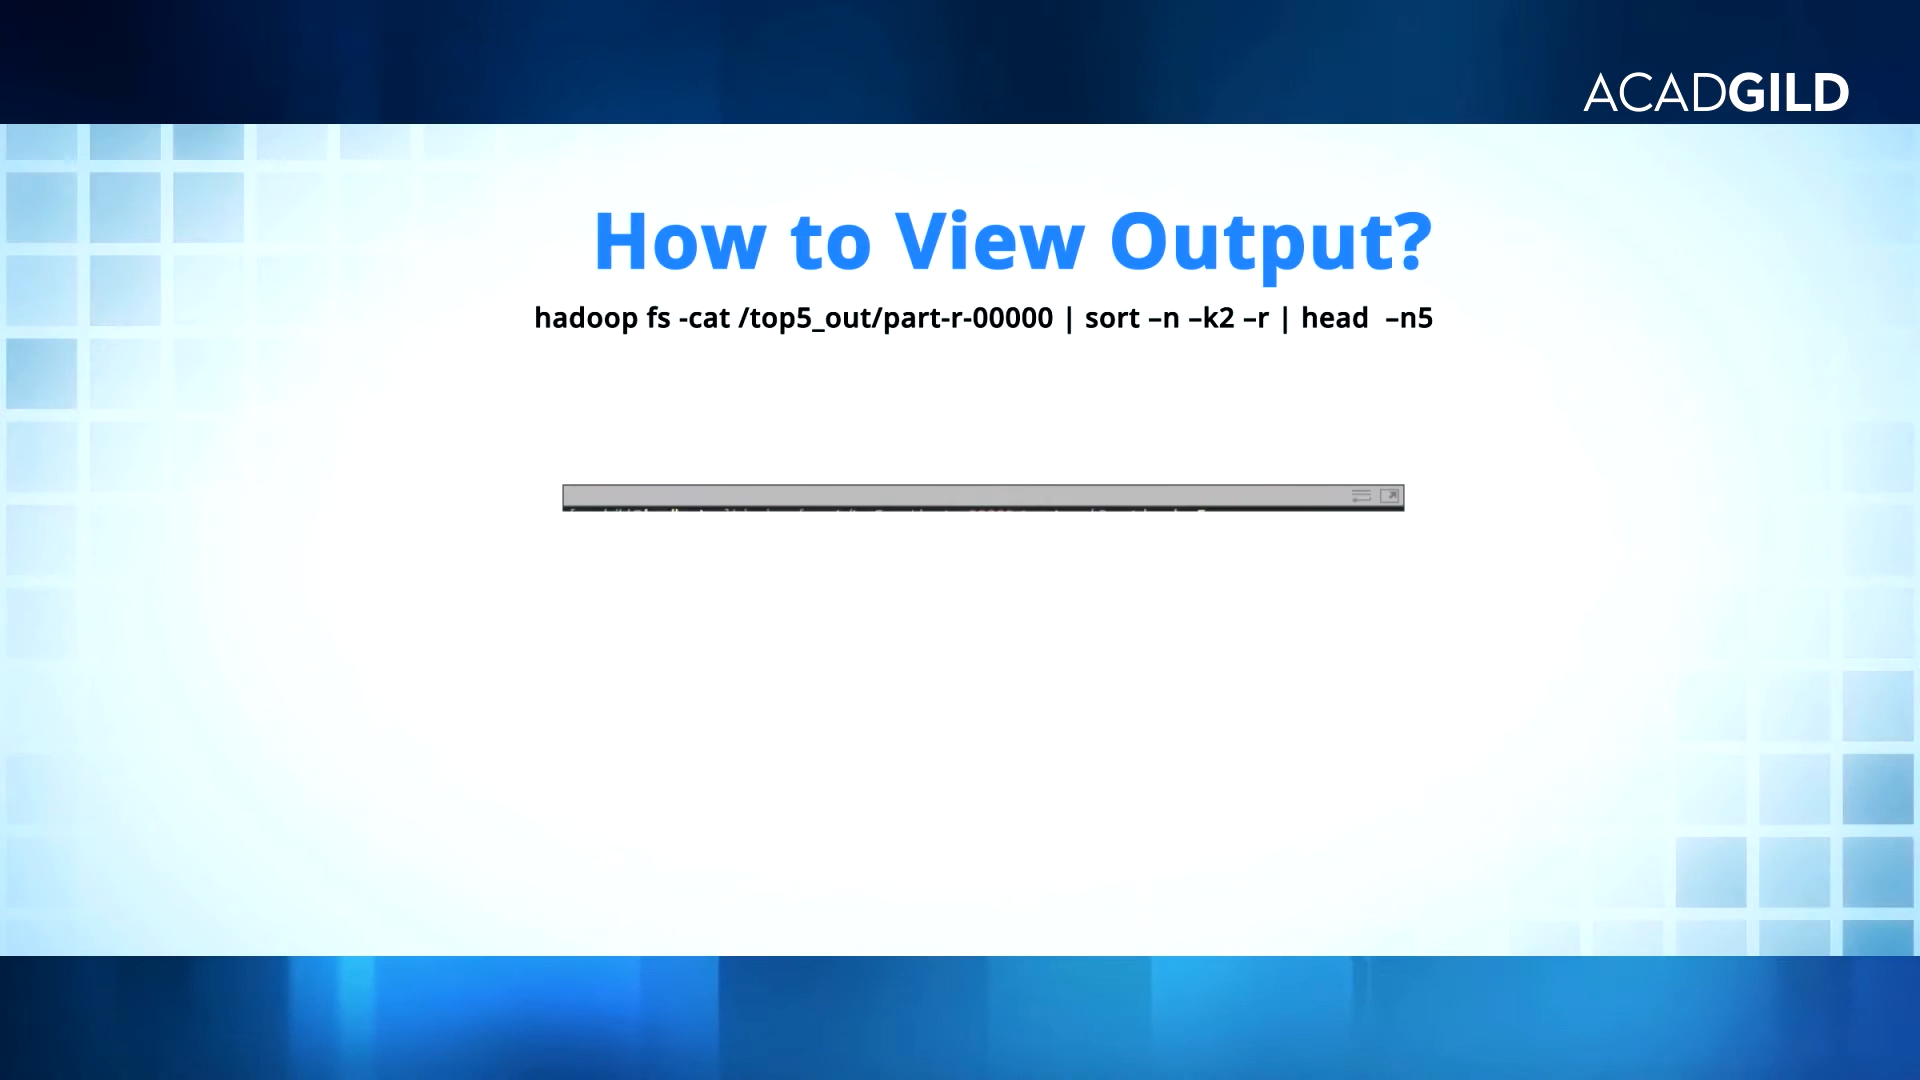 ACADGILD
How to View Output?
hadoop fs -cat /top5_out/part-r-00000 | sort –n –k2 –r | head –n5